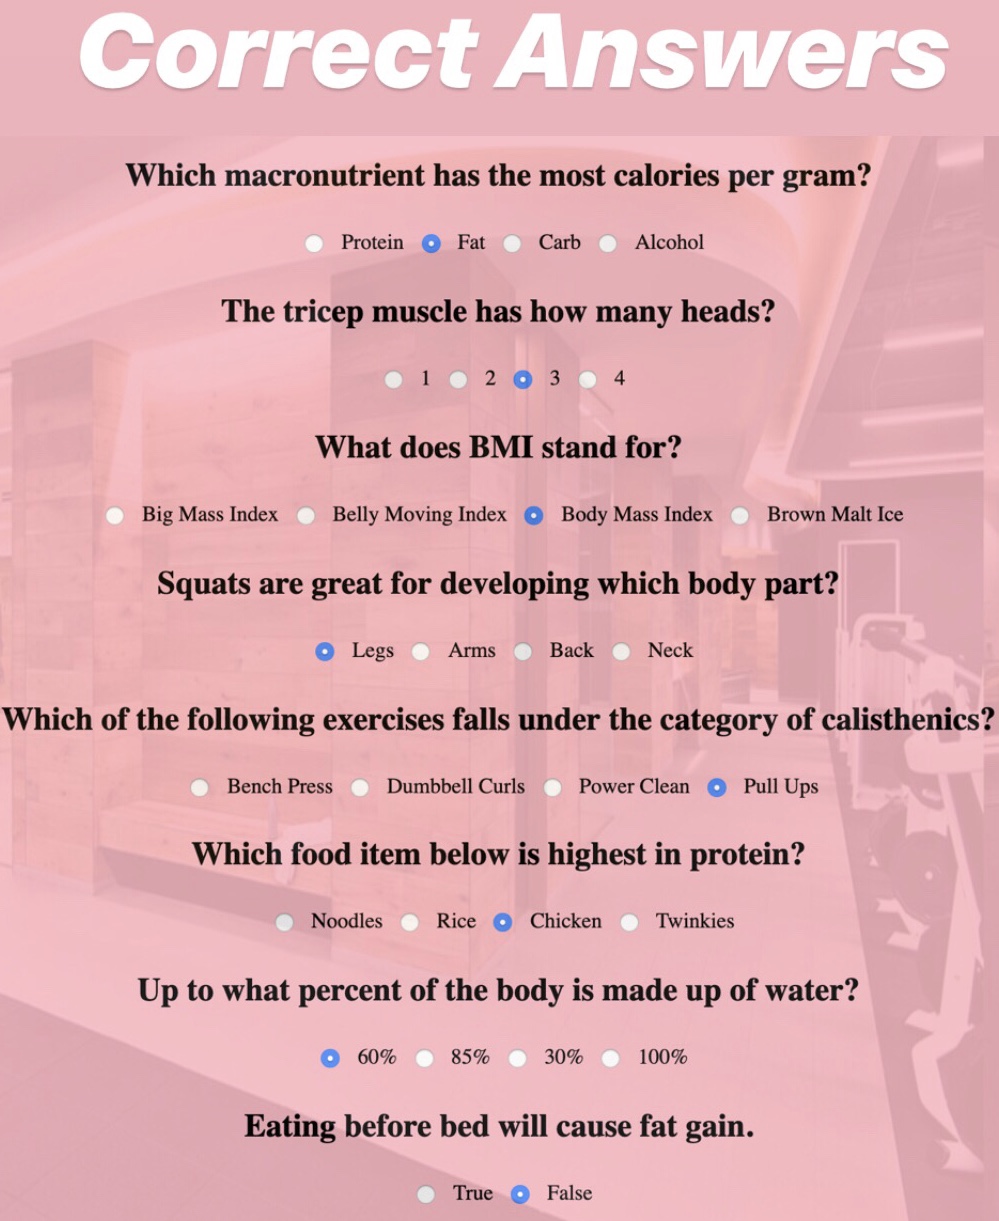 Correct Answers
Which macronutrient has the most calories per gram?
Protein Fat Carb Alcohol
The tricep muscle has how many heads?
1 2 3 4
What does BMI stand for?
Big Mass Index Belly Moving Index Body Mass Index Brown Malt Ice
Squats are great for developing which body part?
Legs Arms Back Neck
Which of the following exercises falls under the category of calisthenics?
Bench Press Dumbbell Curls Power Clean Pull Ups
Which food item below is highest in protein?
Noodles Rice Chicken Twinkies
Up to what percent of the body is made up of water?
60% 85% 30% 100%
Eating before bed will cause fat gain.
True False